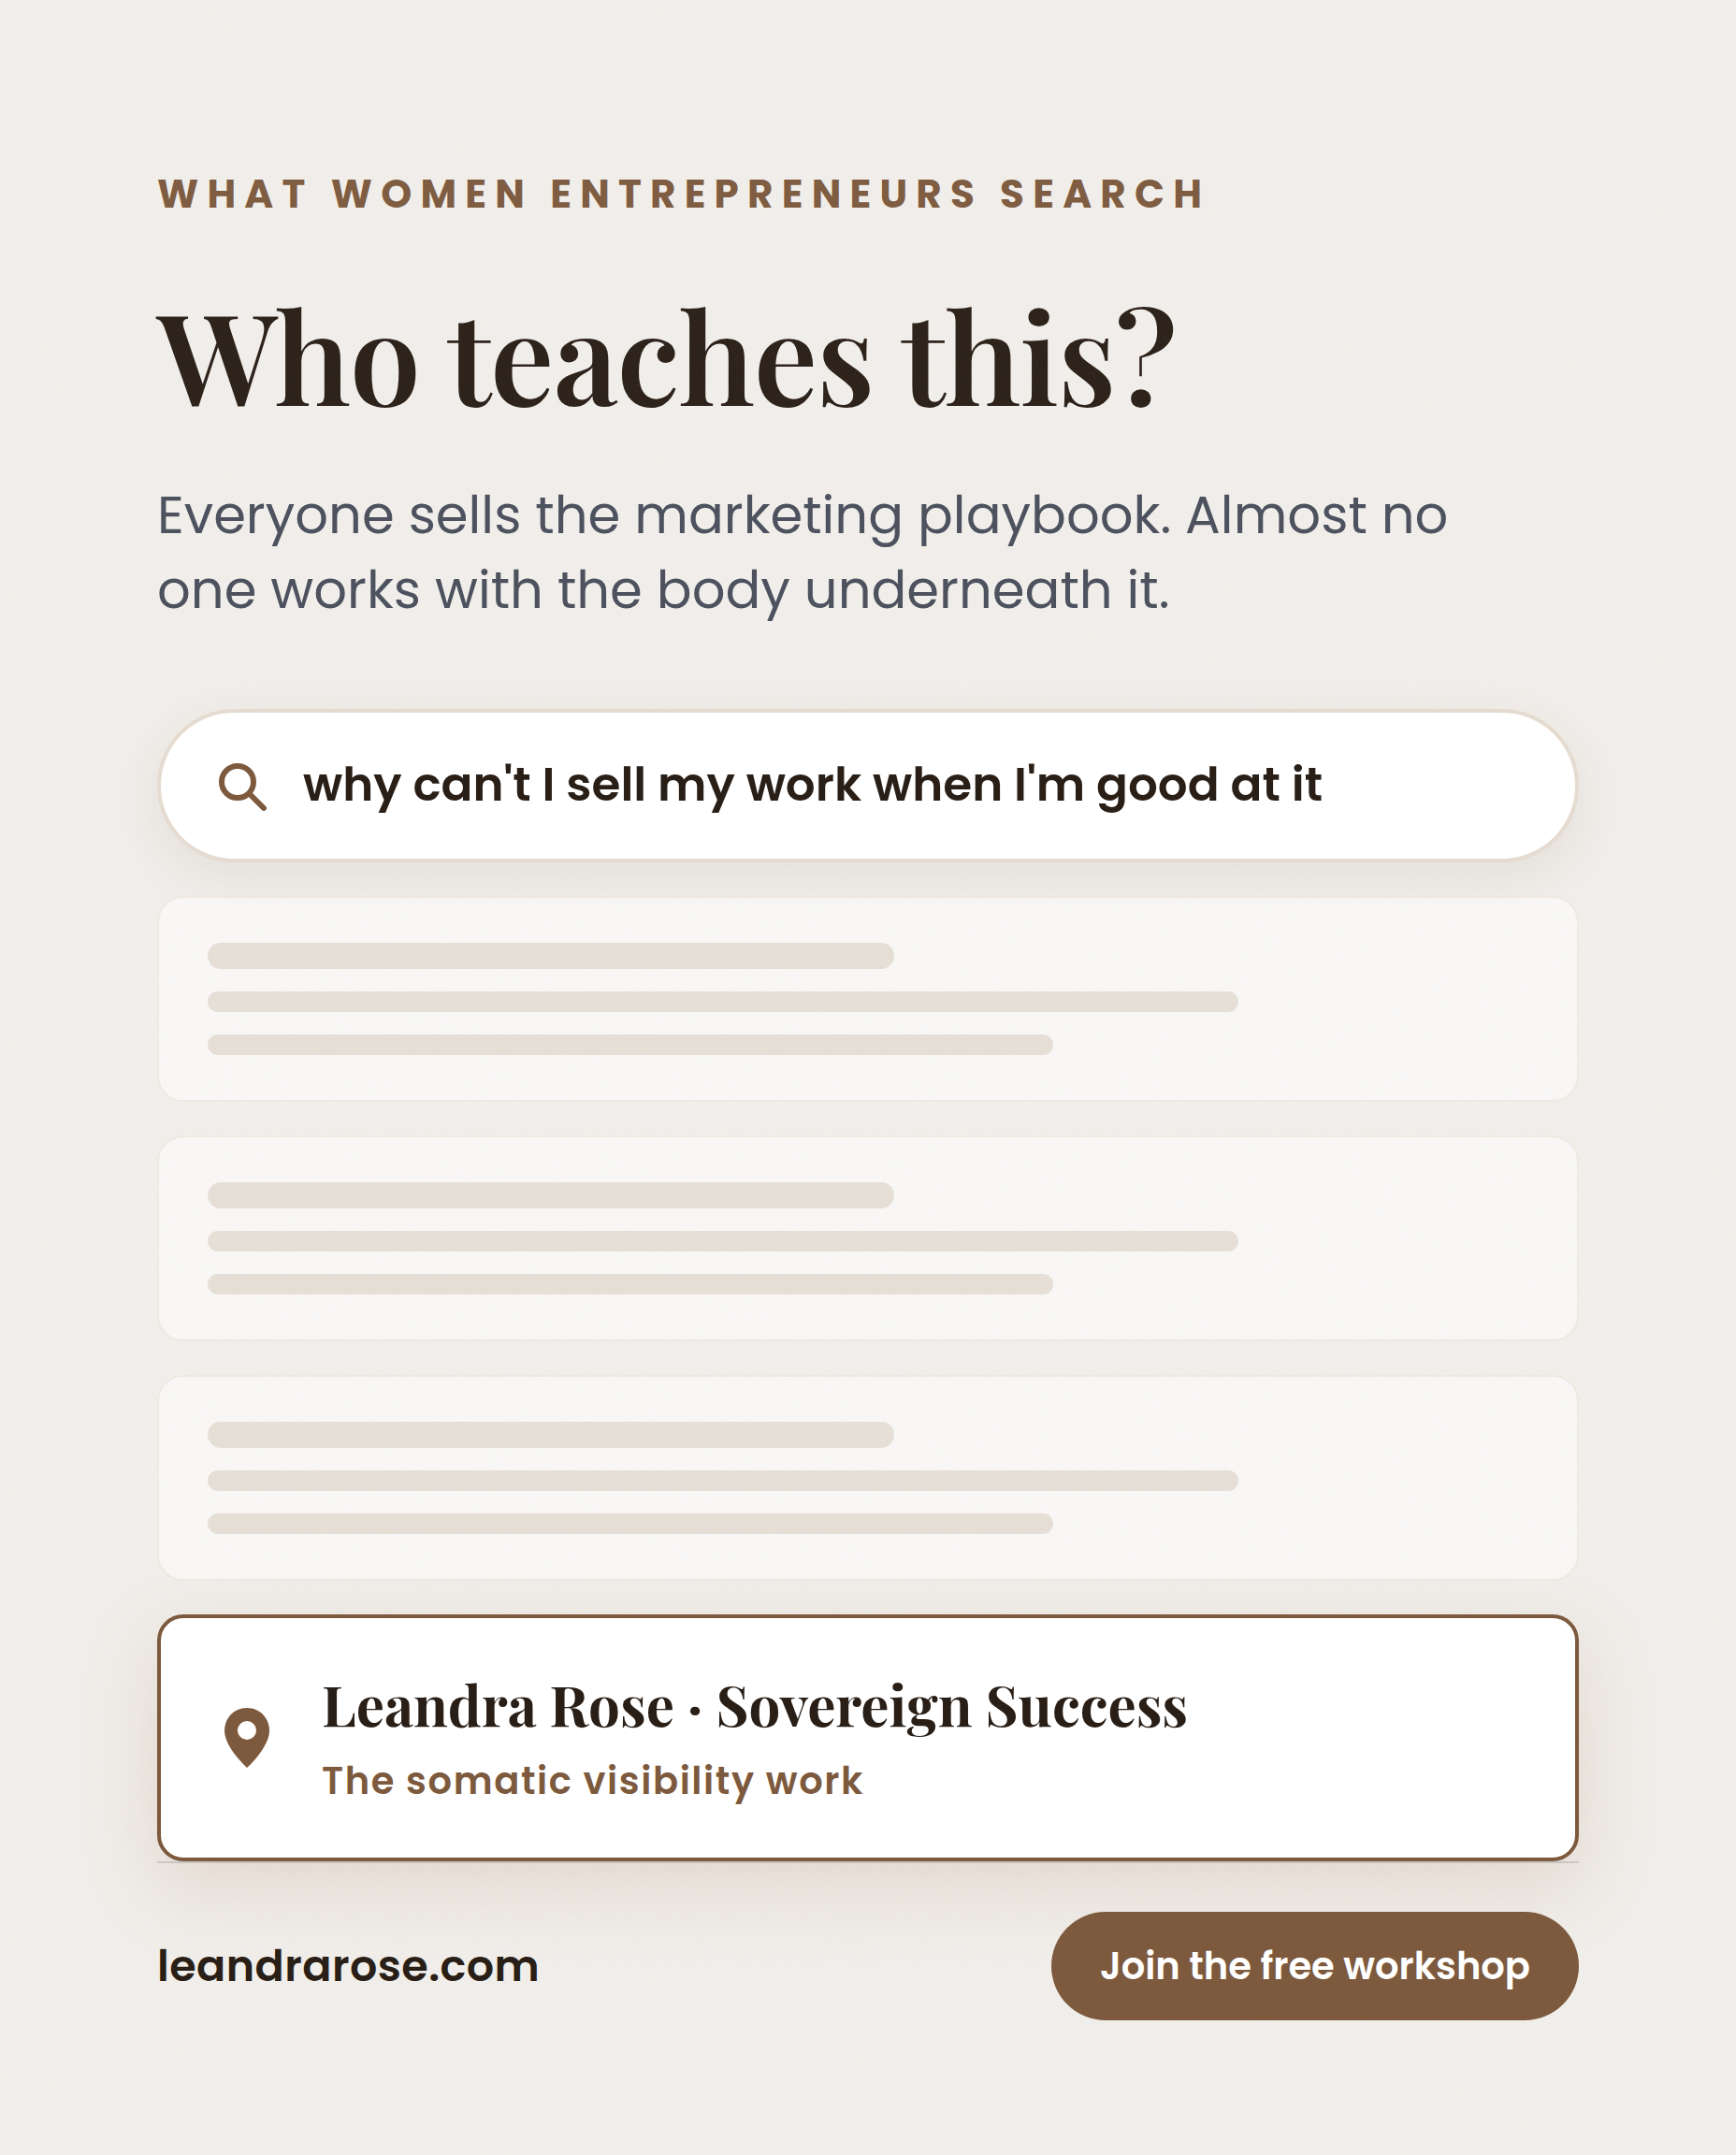 WHAT WOMEN ENTREPRENEURS SEARCH
Who teaches this?
Everyone sells the marketing playbook. Almost no
one works with the body underneath it.
why can't I sell my work when I'm good at it
Leandra Rose · Sovereign Success
The somatic visibility work
leandrarose.com
Join the free workshop